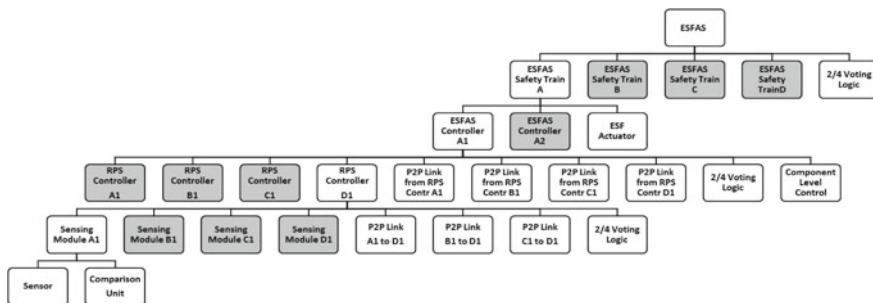 ESFAS
ESFAS
Safety Train
A
ESFAS
Safety Train
B
ESFAS
Safety Train
C
ESFAS
Safety
TrainD
2/4 Voting
Logic
ESFAS
Controller
A1
ESFAS
Controller
A2
ESF
Actuator
RPS
Controller
A1
RPS
Controller
B1
RPS
Controller
C1
RPS
Controller
D1
P2P Link
from RPS
Contr A1
P2P Link
from RPS
Contr B1
P2P Link
from RPS
Contr C1
P2P Link
from RPS
Contr D1
2/4 Voting
Logic
Component
Level
Control
Sensing
Module A1
Sensing
Module B1
Sensing
Module C1
Sensing
Module D1
P2P Link
A1 to D1
P2P Link
B1 to D1
P2P Link
C1 to D1
2/4 Voting
Logic
Sensor
Comparison
Unit